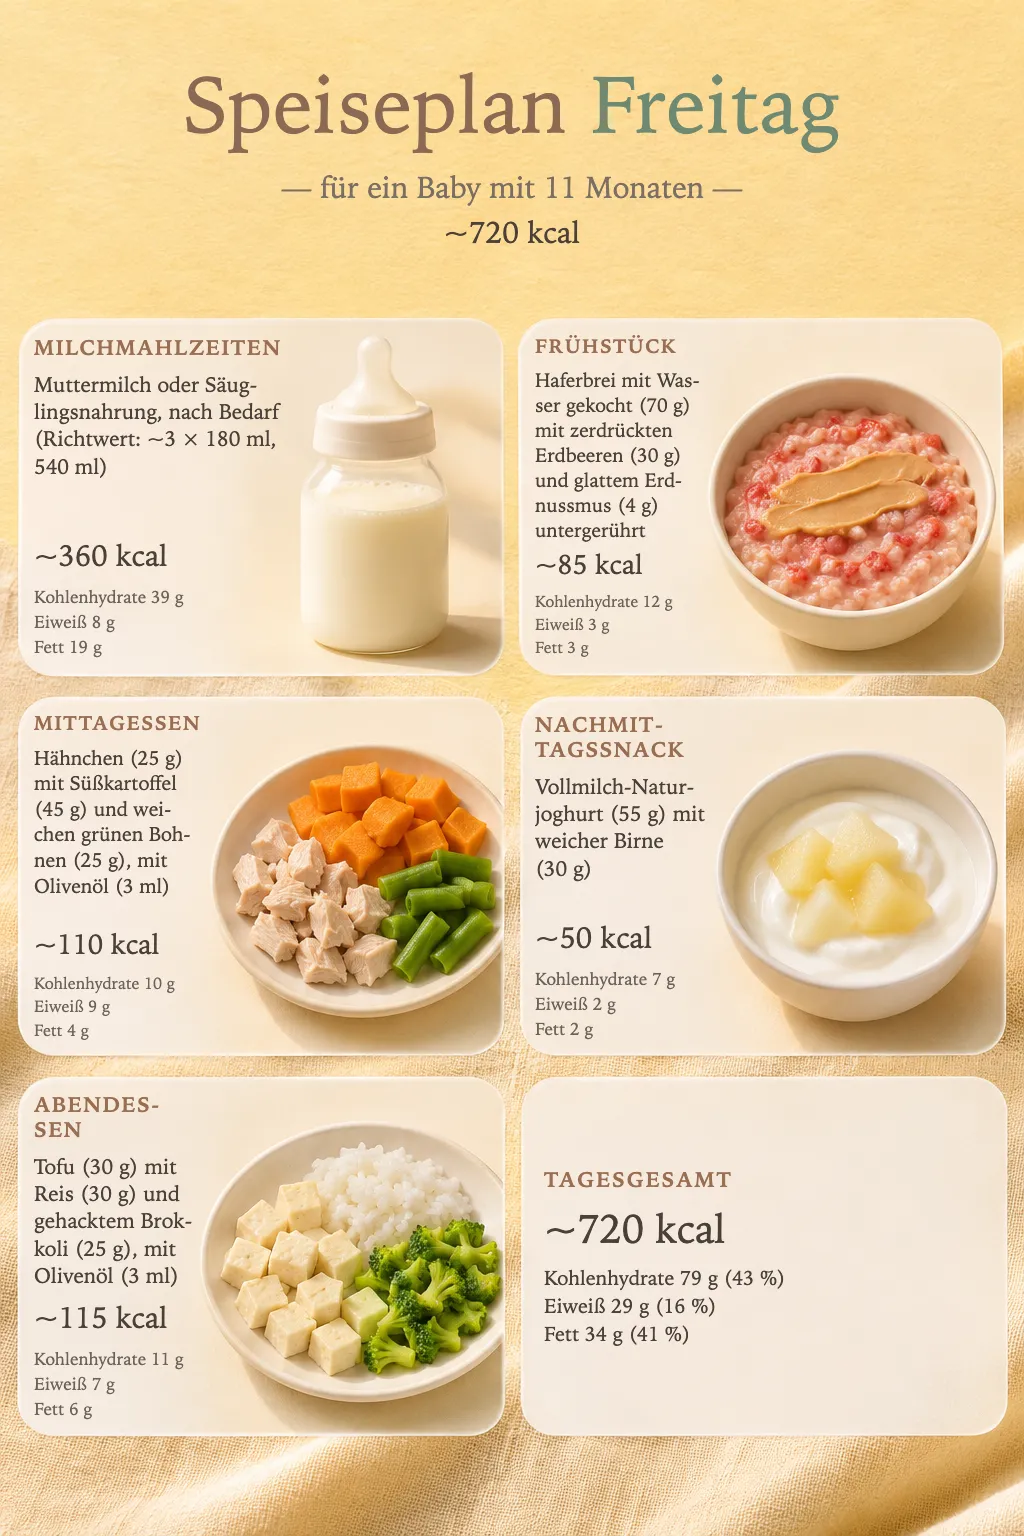 Speiseplan Freitag
— für ein Baby mit 11 Monaten —
~720 kcal
MILCHMAHLZEITEN
Muttermilch oder Säug-
lingsnahrung, nach Bedarf
(Richtwert: ~3 × 180 ml,
540 ml)
~360 kcal
Kohlenhydrate 39 g
Eiweiß 8 g
Fett 19 g
FRÜHSTÜCK
Haferbrei mit Was-
ser gekocht (70 g)
mit zerdrückten
Erdbeeren (30 g)
und glattem Erd-
nussmus (4 g)
untergerührt
~85 kcal
Kohlenhydrate 12 g
Eiweiß 3 g
Fett 3 g
MITTAGESSEN
Hähnchen (25 g)
mit Süßkartoffel
(45 g) und wei-
chen grünen Boh-
nen (25 g), mit
Olivenöl (3 ml)
~110 kcal
Kohlenhydrate 10 g
Eiweiß 9 g
Fett 4 g
NACHMIT-
TAGSSNACK
Vollmilch-Natur-
joghurt (55 g) mit
weicher Birne
(30 g)
~50 kcal
Kohlenhydrate 7 g
Eiweiß 2 g
Fett 2 g
ABENDES-
SEN
Tofu (30 g) mit
Reis (30 g) und
gehacktem Brok-
koli (25 g), mit
Olivenöl (3 ml)
~115 kcal
Kohlenhydrate 11 g
Eiweiß 7 g
Fett 6 g
TAGESGESAMT
~720 kcal
Kohlenhydrate 79 g (43 %)
Eiweiß 29 g (16 %)
Fett 34 g (41 %)